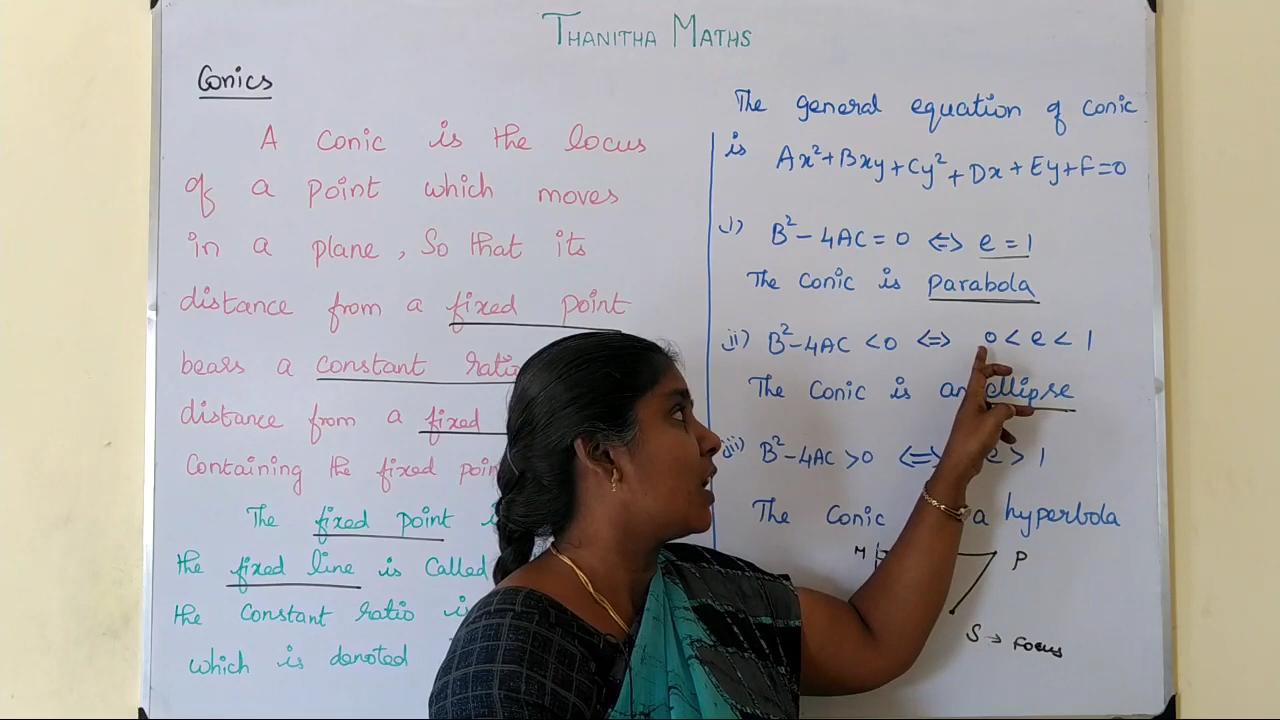 THANITHA MATHS
Conics
A conic is the locus
of a point which moves
in a plane, so that its
distance from a fixed point
bears a constant ratio
distance from a fixed
containing the fixed poin
The fixed point i
the fixed line is called
the constant ratio is
which is denoted
The general equation of conic
is Ax²+Bxy+Cy²+Dx+Ey+F=0
i) B²-4AC=0 <=> e=1
The conic is parabola
ii) B²-4AC<0 <=> 0<e<1
The conic is an ellipse
iii) B²-4AC>0 <=> e>1
The conic a hyperbola
M P
S → Focus